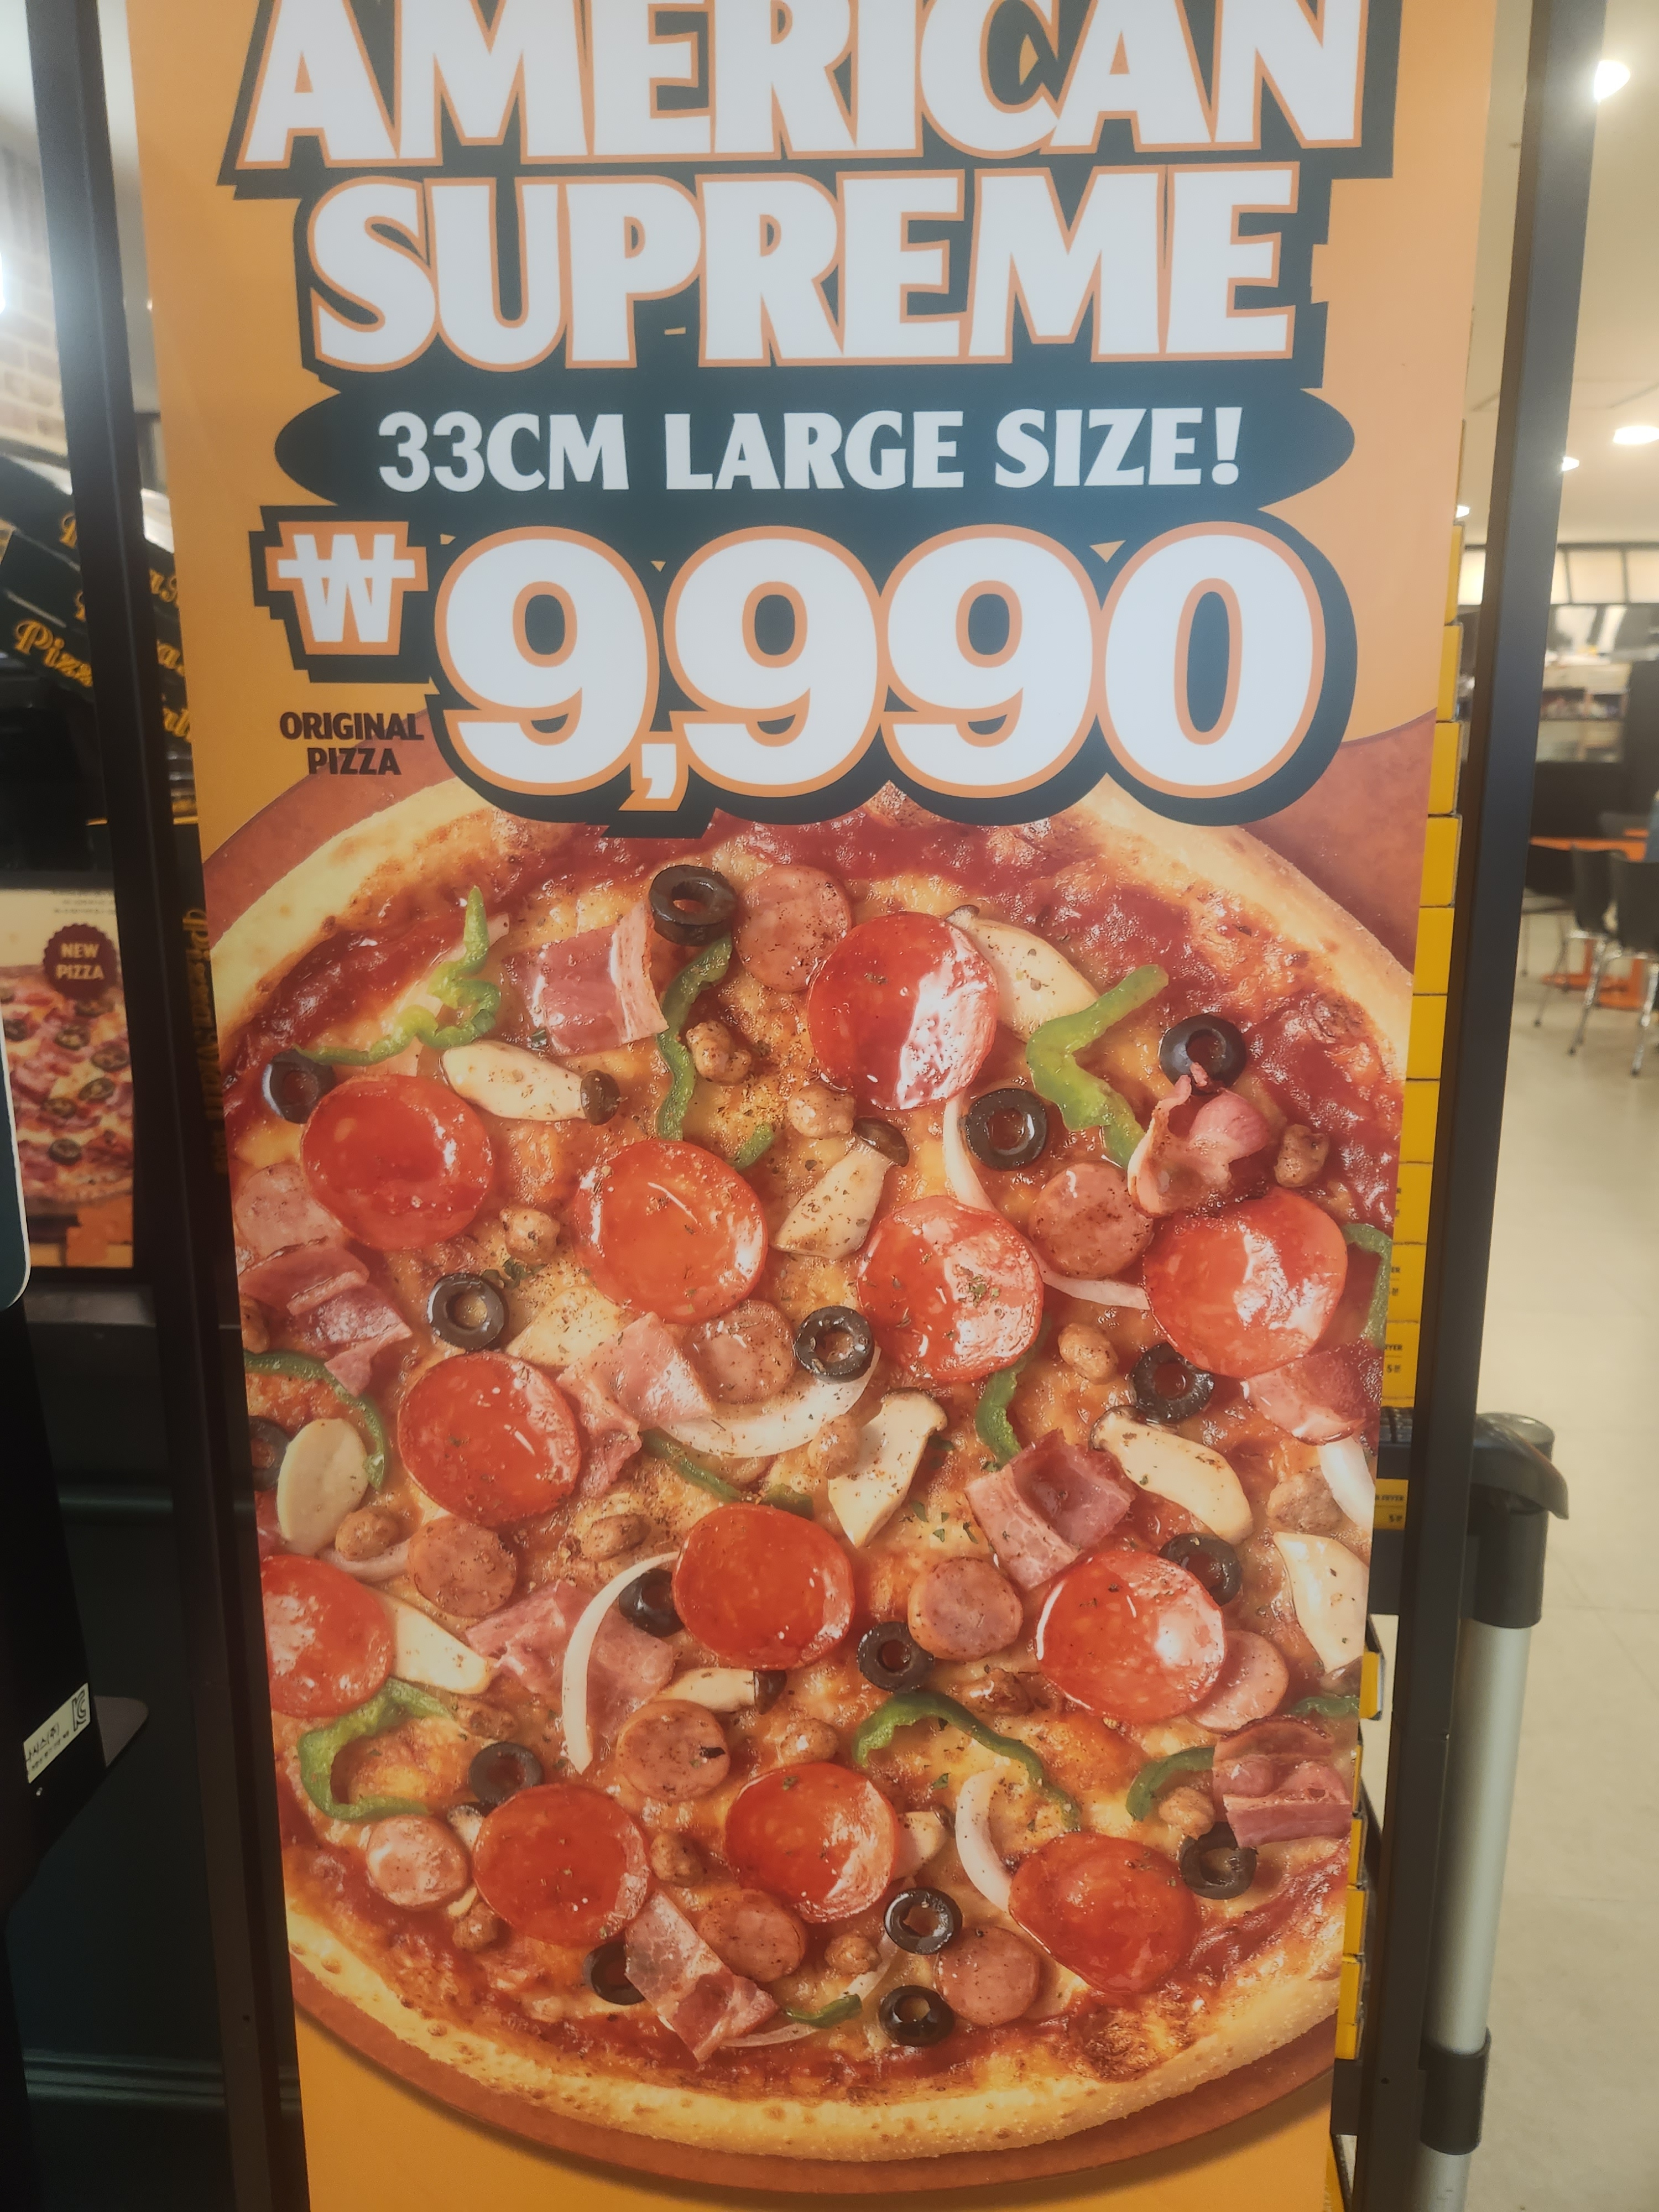 AMERICAN
SUPREME
33CM LARGE SIZE!
₩9,990
ORIGINAL
PIZZA
NEW
PIZZA